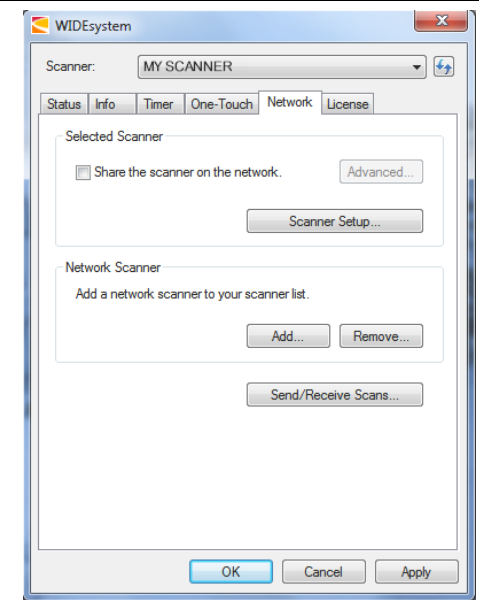 WIDEsystem
Scanner: MY SCANNER
Status Info Timer One-Touch Network License
Selected Scanner
Share the scanner on the network. Advanced...
Scanner Setup...
Network Scanner
Add a network scanner to your scanner list.
Add... Remove...
Send/Receive Scans...
OK Cancel Apply